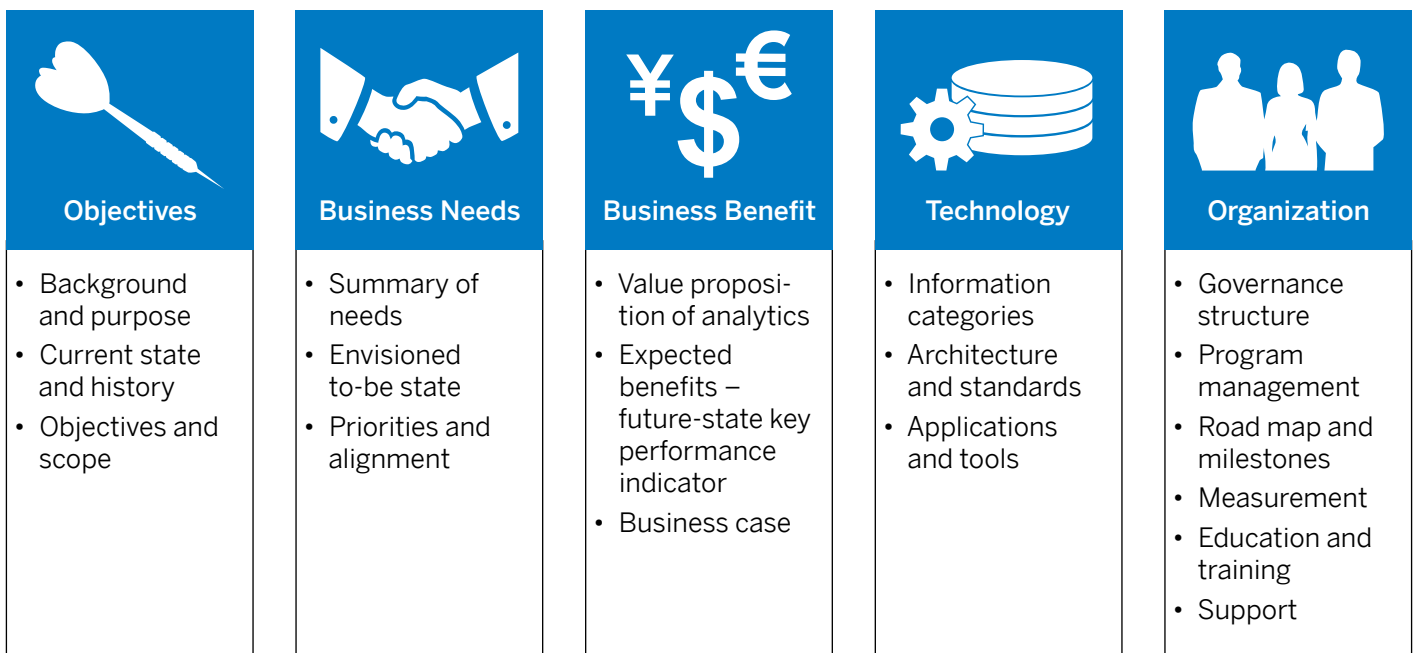 ¥ $ €
Objectives
Business Needs
Business Benefit
Technology
Organization
• Background
and purpose
• Current state
and history
• Objectives and
scope
• Summary of
needs
• Envisioned
to-be state
• Priorities and
alignment
• Value proposi-
tion of analytics
• Expected
benefits –
future-state key
performance
indicator
• Business case
• Information
categories
• Architecture
and standards
• Applications
and tools
• Governance
structure
• Program
management
• Road map and
milestones
• Measurement
• Education and
training
• Support